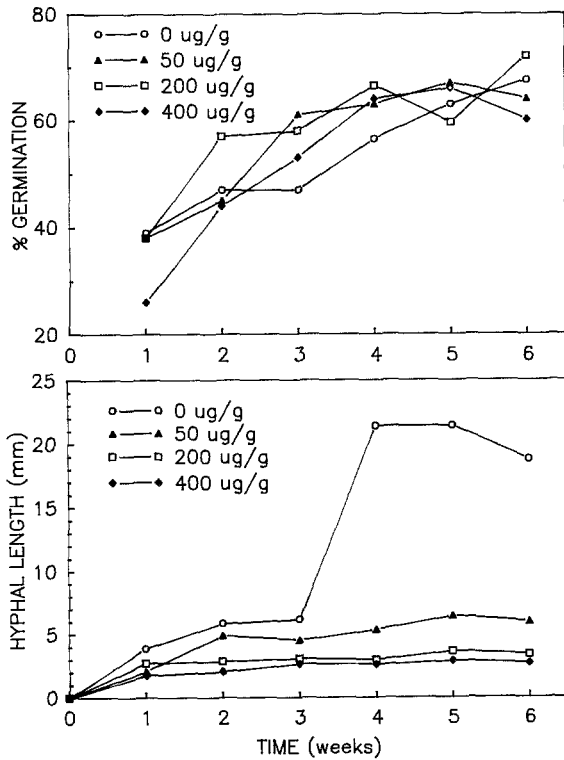 80
60
40
20
% GERMINATION
0 ug/g
50 ug/g
200 ug/g
400 ug/g
0 1 2 3 4 5 6
25
20
15
10
5
0
HYPHAL LENGTH (mm)
0 ug/g
50 ug/g
200 ug/g
400 ug/g
0 1 2 3 4 5 6
TIME (weeks)